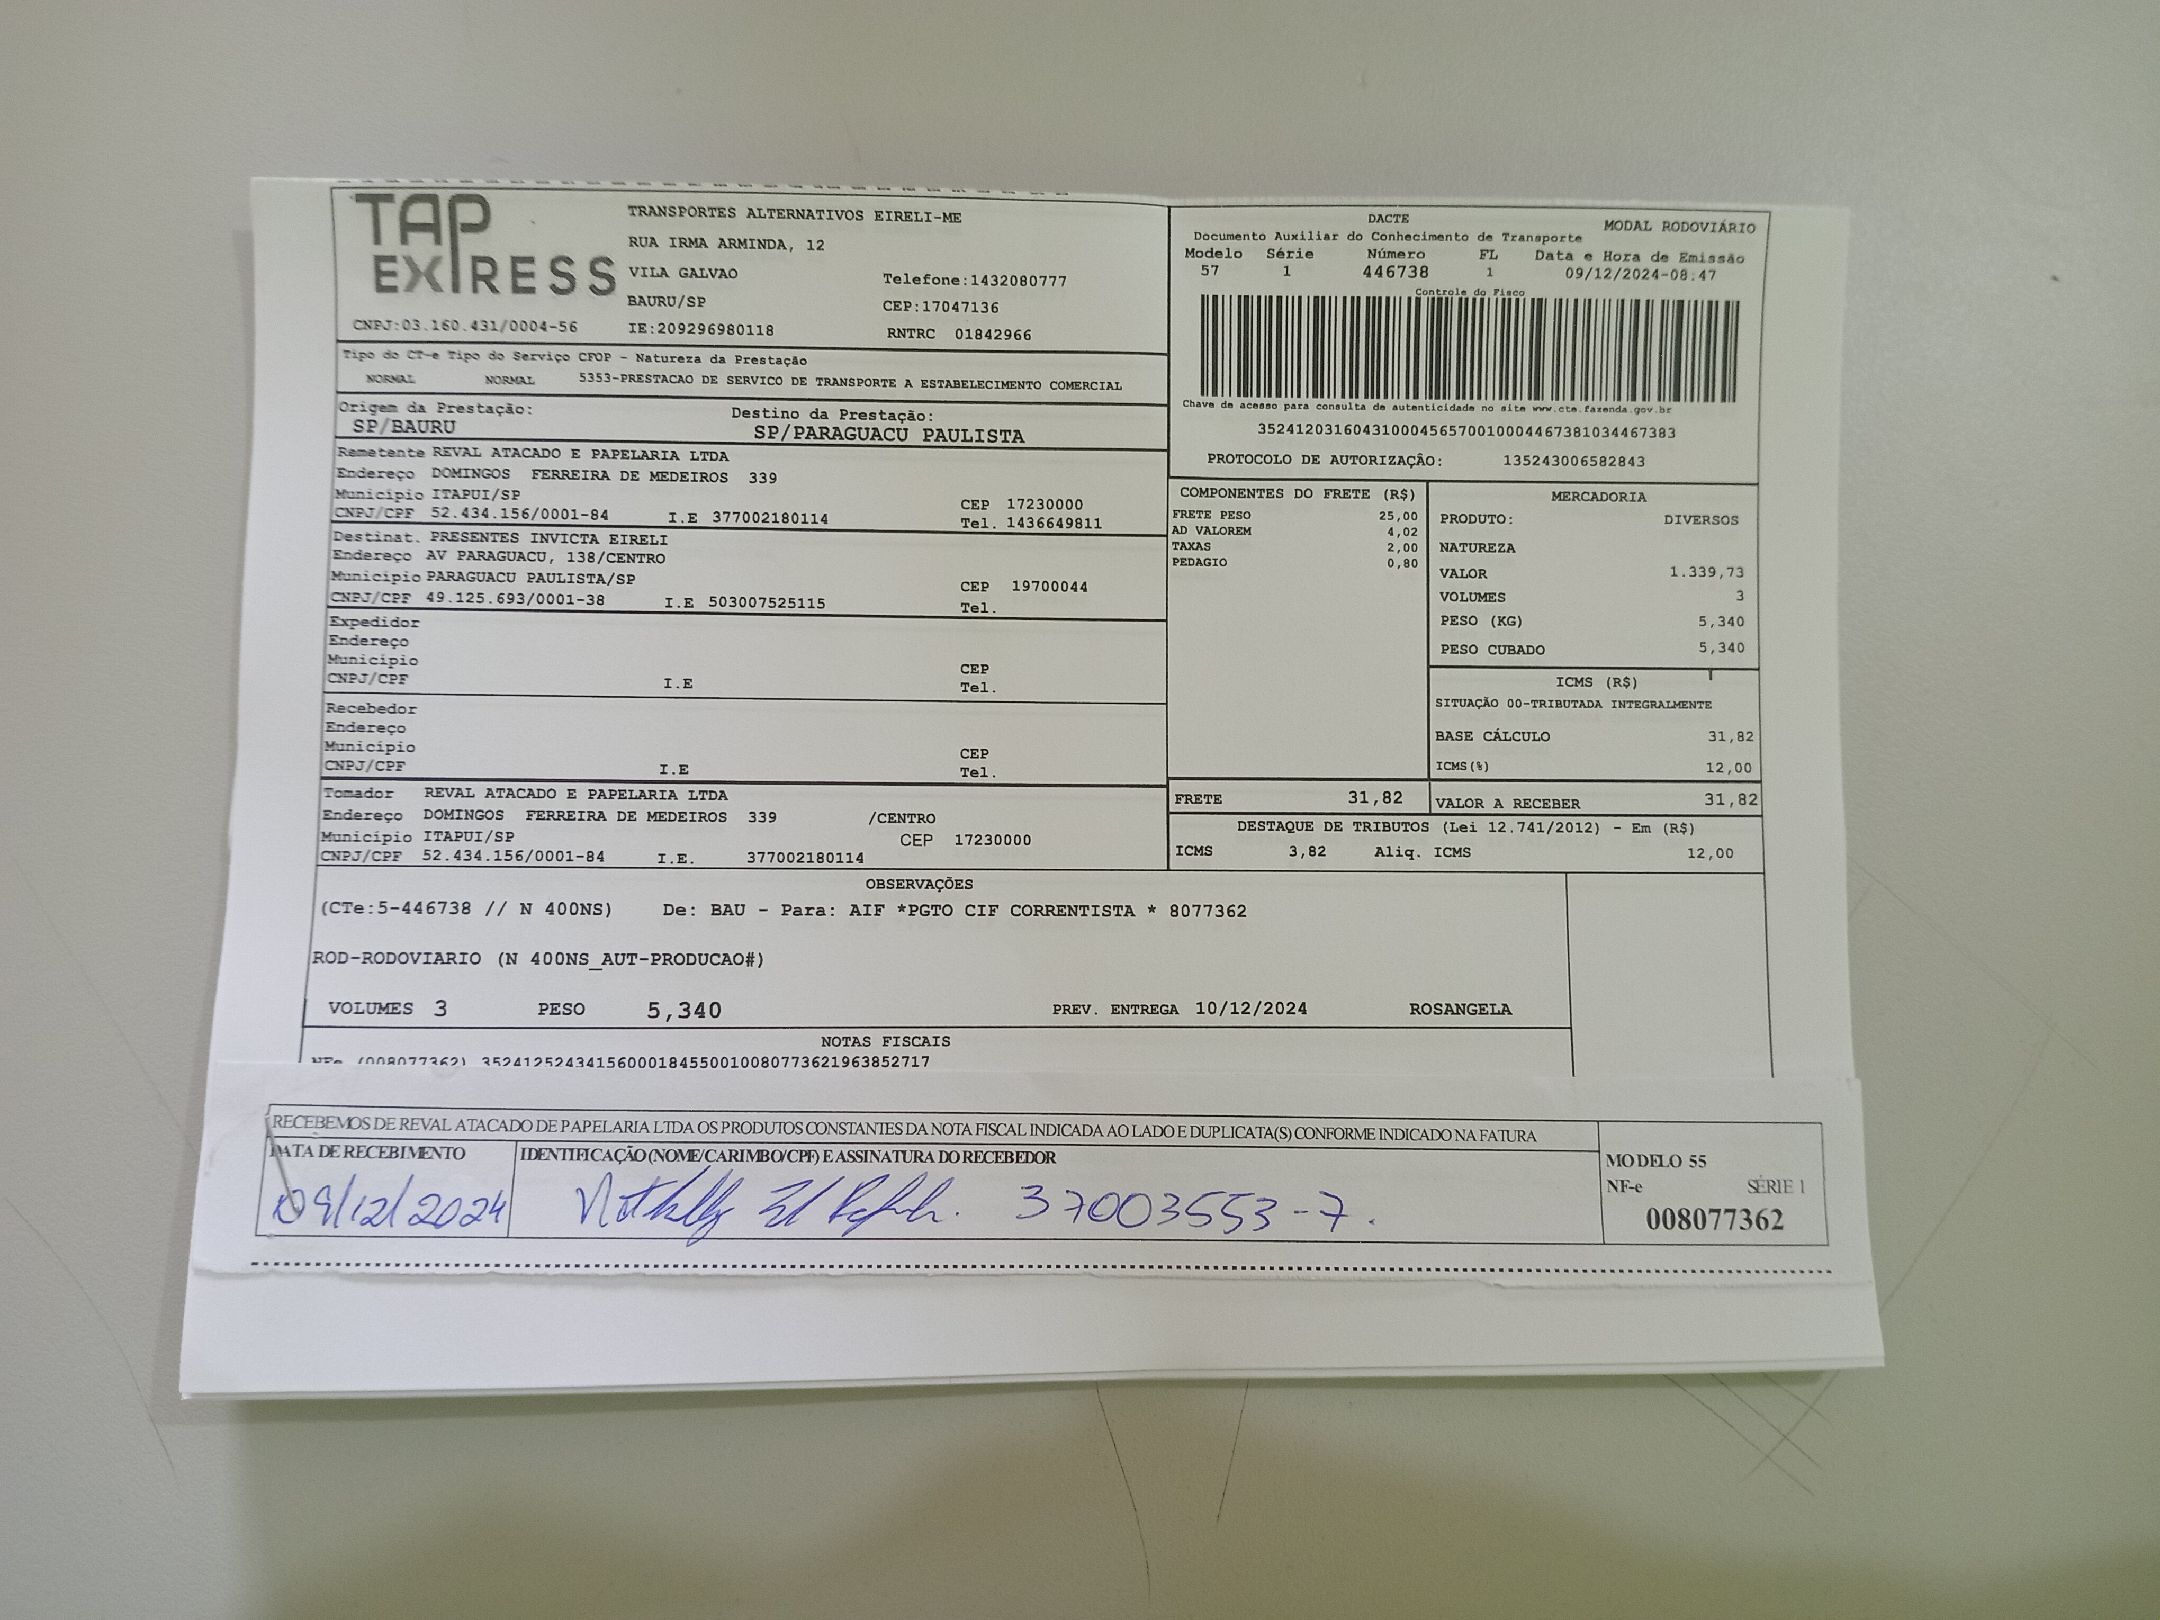 TAP EXPRESS
TRANSPORTES ALTERNATIVOS EIRELI-ME
RUA IRMA ARMINDA, 12
VILA GALVAO Telefone:1432080777
BAURU/SP CEP:17047136
CNPJ:03.160.431/0004-56 IE:209296980118 RNTRC 01842966
Tipo do CT-e Tipo do Serviço CFOP - Natureza da Prestação
NORMAL NORMAL 5353-PRESTACAO DE SERVICO DE TRANSPORTE A ESTABELECIMENTO COMERCIAL
Origem da Prestação: Destino da Prestação:
SP/BAURU SP/PARAGUACU PAULISTA
Remetente REVAL ATACADO E PAPELARIA LTDA
Endereço DOMINGOS FERREIRA DE MEDEIROS 339
Município ITAPUI/SP CEP 17230000
CNPJ/CPF 52.434.156/0001-84 I.E 377002180114 Tel. 1436649811
Destinat. PRESENTES INVICTA EIRELI
Endereço AV PARAGUACU, 138/CENTRO
Município PARAGUACU PAULISTA/SP CEP 19700044
CNPJ/CPF 49.125.693/0001-38 I.E 503007525115 Tel.
Expedidor
Endereço
Município CEP
CNPJ/CPF I.E Tel.
Recebedor
Endereço
Município CEP
CNPJ/CPF I.E Tel.
Tomador REVAL ATACADO E PAPELARIA LTDA
Endereço DOMINGOS FERREIRA DE MEDEIROS 339 /CENTRO
Município ITAPUI/SP CEP 17230000
CNPJ/CPF 52.434.156/0001-84 I.E. 377002180114
DACTE MODAL RODOVIÁRIO
Documento Auxiliar do Conhecimento de Transporte
Modelo Série Número FL Data e Hora de Emissão
57 1 446738 1 09/12/2024-08:47
Controle do Fisco
Chave de acesso para consulta de autenticidade no site www.cte.fazenda.gov.br
35241203160431000456570010004467381034467383
PROTOCOLO DE AUTORIZAÇÃO: 135243006582843
COMPONENTES DO FRETE (R$)
FRETE PESO 25,00
AD VALOREM 4,02
TAXAS 2,00
PEDAGIO 0,80
MERCADORIA
PRODUTO: DIVERSOS
NATUREZA
VALOR 1.339,73
VOLUMES 3
PESO (KG) 5,340
PESO CUBADO 5,340
ICMS (R$)
SITUAÇÃO 00-TRIBUTADA INTEGRALMENTE
BASE CÁLCULO 31,82
ICMS(%) 12,00
FRETE 31,82 VALOR A RECEBER 31,82
DESTAQUE DE TRIBUTOS (Lei 12.741/2012) - Em (R$)
ICMS 3,82 Aliq. ICMS 12,00
OBSERVAÇÕES
(CTe:5-446738 // N 400NS) De: BAU - Para: AIF *PGTO CIF CORRENTISTA * 8077362
ROD-RODOVIARIO (N 400NS_AUT-PRODUCAO#)
VOLUMES 3 PESO 5,340 PREV. ENTREGA 10/12/2024 ROSANGELA
NOTAS FISCAIS
NFe (008077362) 35241252434156000184550010080773621963852717
RECEBEMOS DE REVAL ATACADO DE PAPELARIA LTDA OS PRODUTOS CONSTANTES DA NOTA FISCAL INDICADA AO LADO E DUPLICATA(S) CONFORME INDICADO NA FATURA
DATA DE RECEBIMENTO IDENTIFICAÇÃO (NOME/CARIMBO/CPF) E ASSINATURA DO RECEBEDOR
09/12/2024 37003553-7.
MODELO 55
NF-e SÉRIE 1
008077362